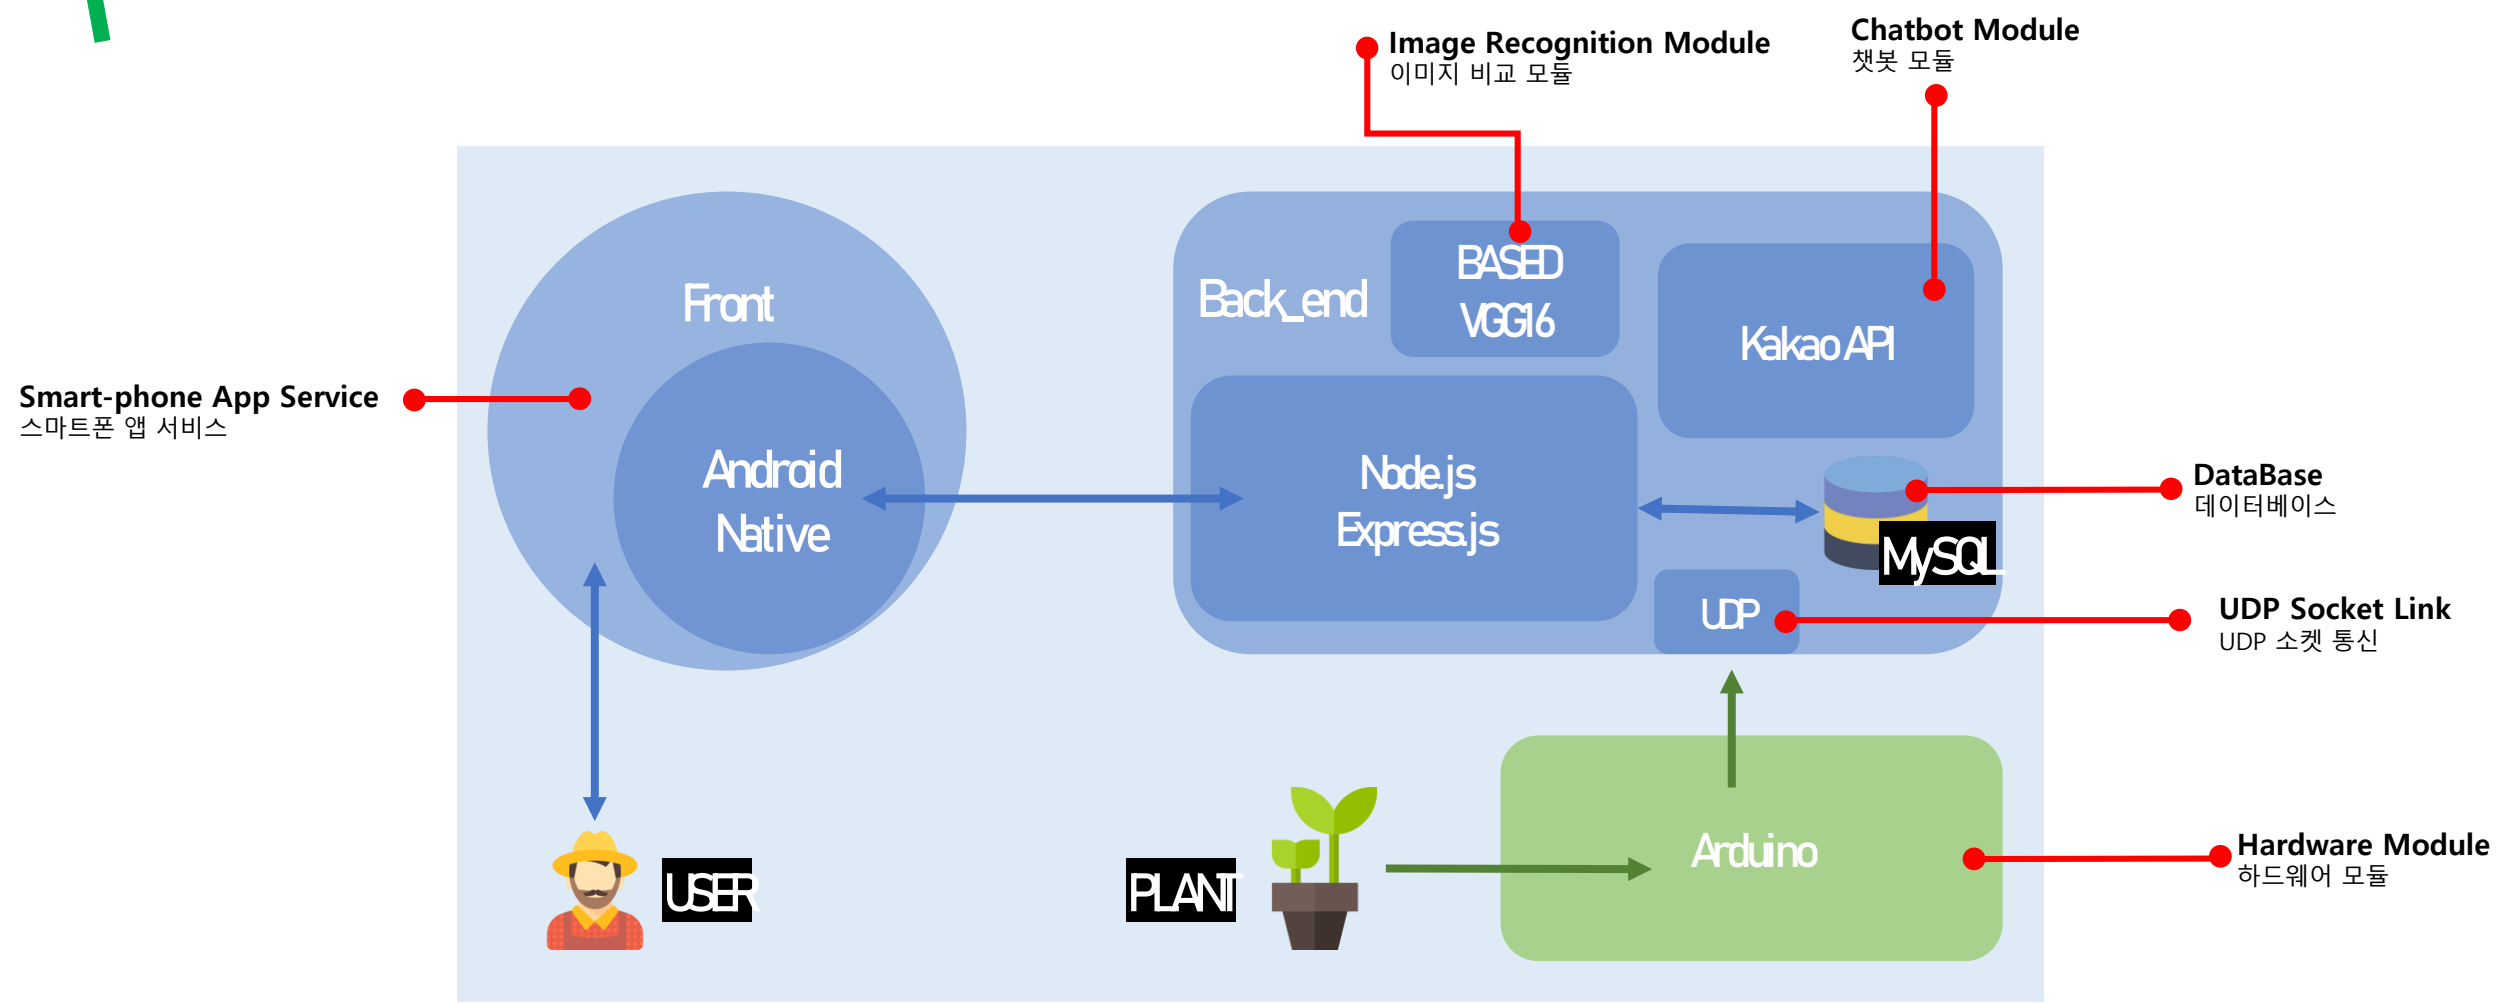 Image Recognition Module
이미지 비교 모듈
Chatbot Module
챗봇 모듈
Front
Back_end
BASED
VGG16
Kakao API
Smart-phone App Service
스마트폰 앱 서비스
Android
Native
Node.js
Express.js
DataBase
데이터베이스
MySQL
UDP
UDP Socket Link
UDP 소켓 통신
USER
PLANT
Arduino
Hardware Module
하드웨어 모듈